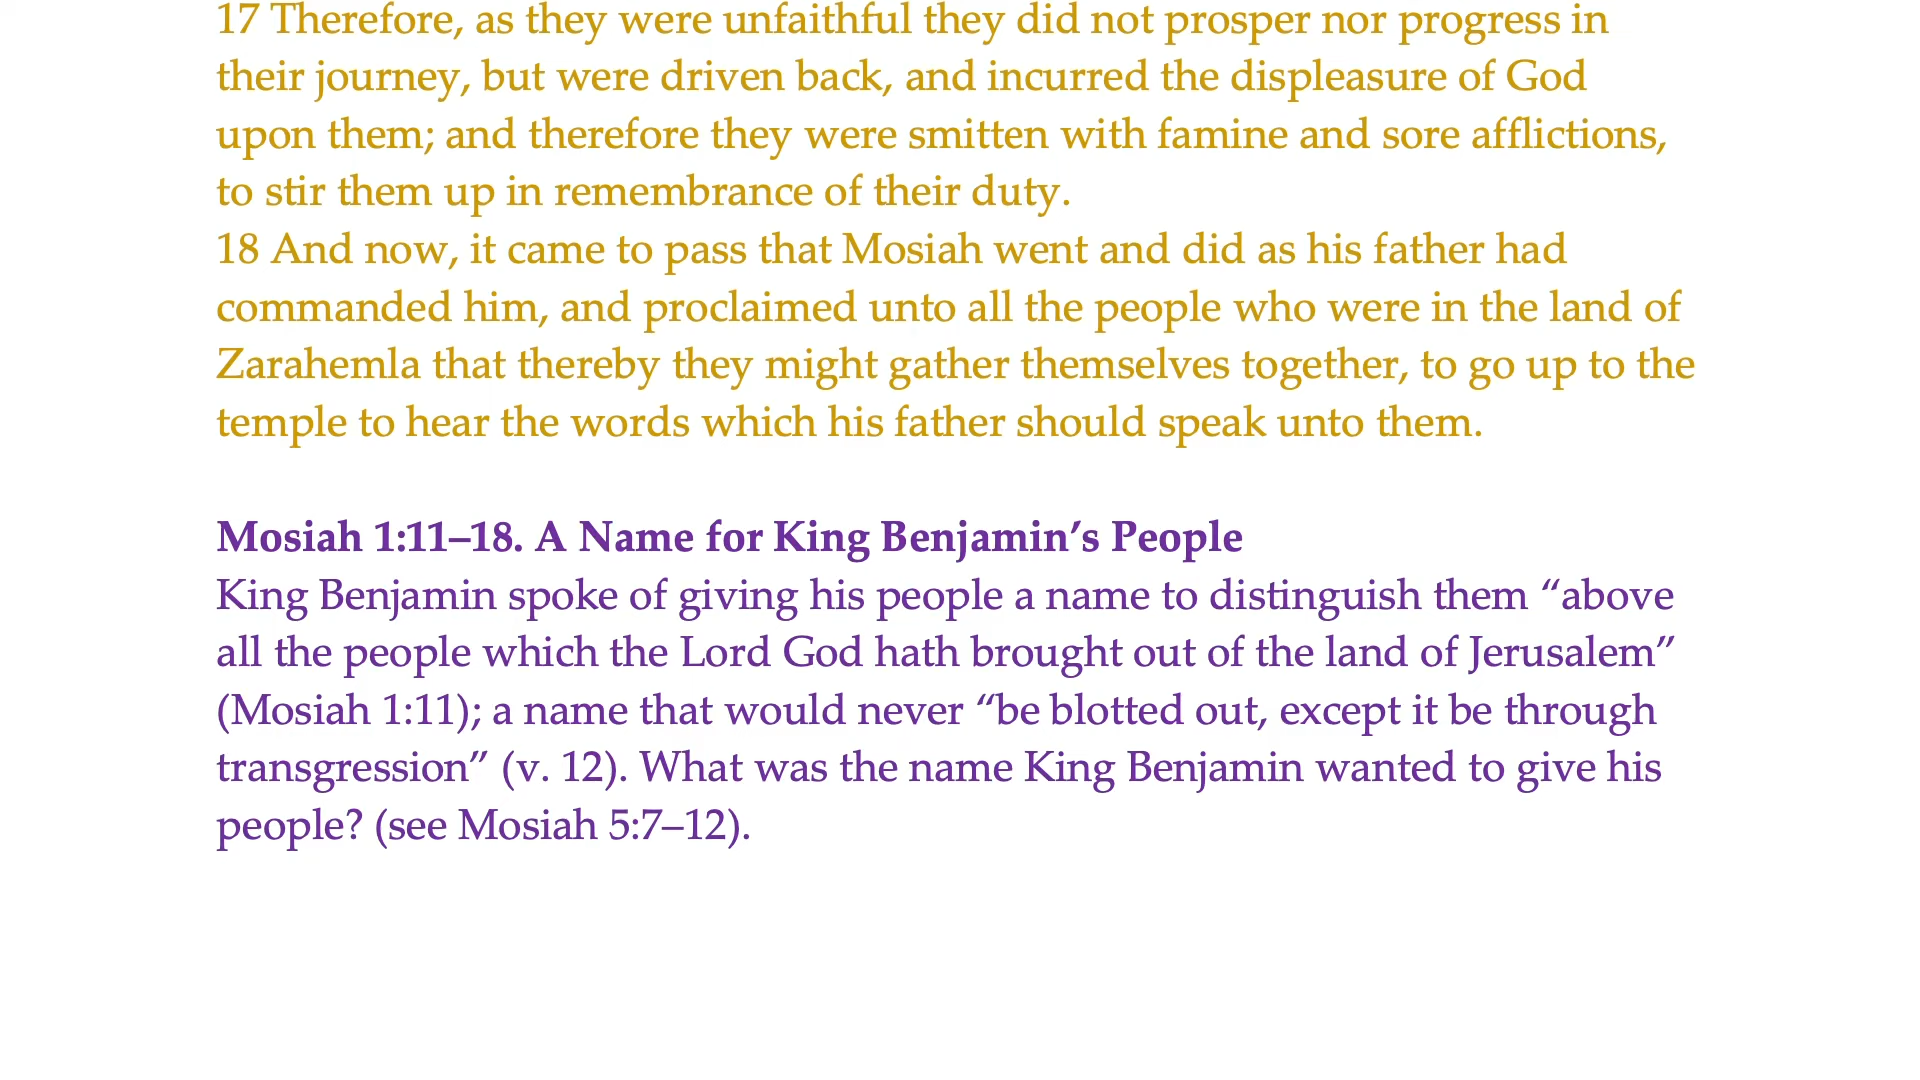 17 Therefore, as they were unfaithful they did not prosper nor progress in
their journey, but were driven back, and incurred the displeasure of God
upon them; and therefore they were smitten with famine and sore afflictions,
to stir them up in remembrance of their duty.
18 And now, it came to pass that Mosiah went and did as his father had
commanded him, and proclaimed unto all the people who were in the land of
Zarahemla that thereby they might gather themselves together, to go up to the
temple to hear the words which his father should speak unto them.
Mosiah 1:11–18. A Name for King Benjamin’s People
King Benjamin spoke of giving his people a name to distinguish them “above
all the people which the Lord God hath brought out of the land of Jerusalem”
(Mosiah 1:11); a name that would never “be blotted out, except it be through
transgression” (v. 12). What was the name King Benjamin wanted to give his
people? (see Mosiah 5:7–12).